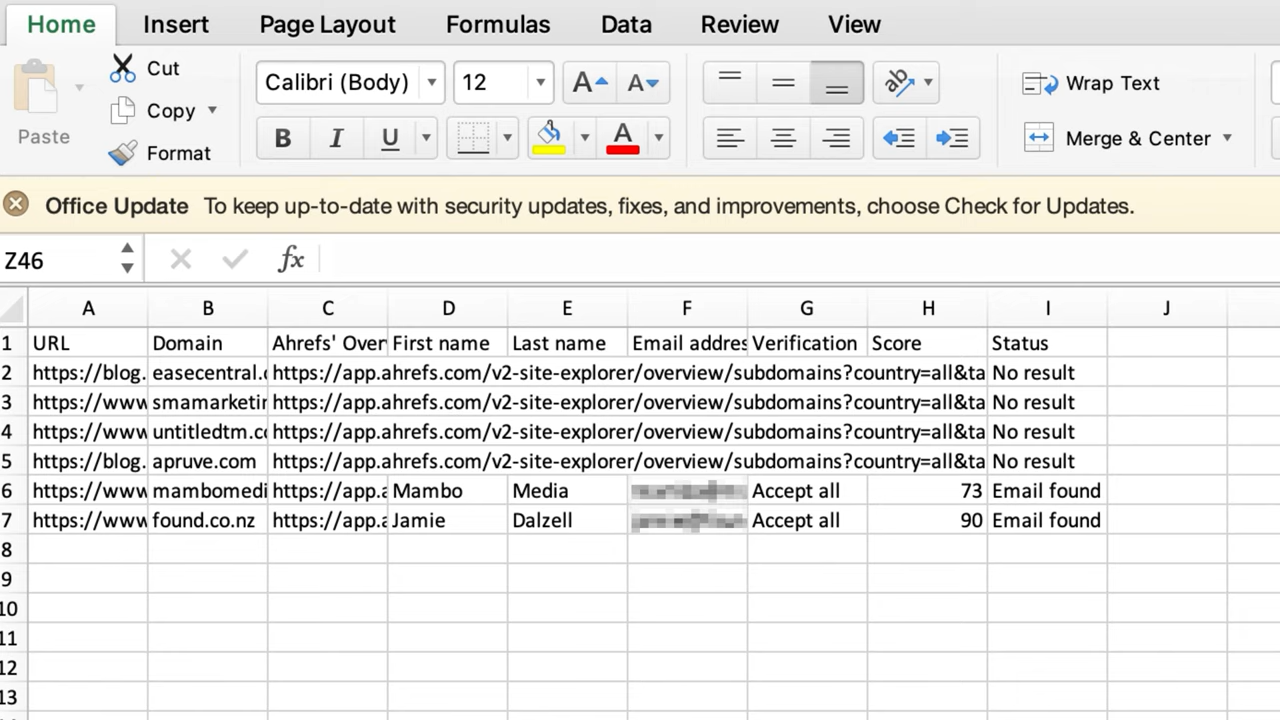 Home Insert Page Layout Formulas Data Review View
Paste Cut Calibri (Body) 12 A A ab Wrap Text
Copy
Format B I U A Merge & Center
Office Update To keep up-to-date with security updates, fixes, and improvements, choose Check for Updates.
Z46 fx
A B C D E F G H I J
1 URL Domain Ahrefs' Over First name Last name Email addres Verification Score Status
2 https://blog. easecentral.c https://app.ahrefs.com/v2-site-explorer/overview/subdomains?country=all&ta No result
3 https://www smamarketin https://app.ahrefs.com/v2-site-explorer/overview/subdomains?country=all&ta No result
4 https://www untitledtm.co https://app.ahrefs.com/v2-site-explorer/overview/subdomains?country=all&ta No result
5 https://blog. apruve.com https://app.ahrefs.com/v2-site-explorer/overview/subdomains?country=all&ta No result
6 https://www mambomedi https://app.a Mambo Media Accept all 73 Email found
7 https://www found.co.nz https://app.a Jamie Dalzell Accept all 90 Email found
8
9
10
11
12
13